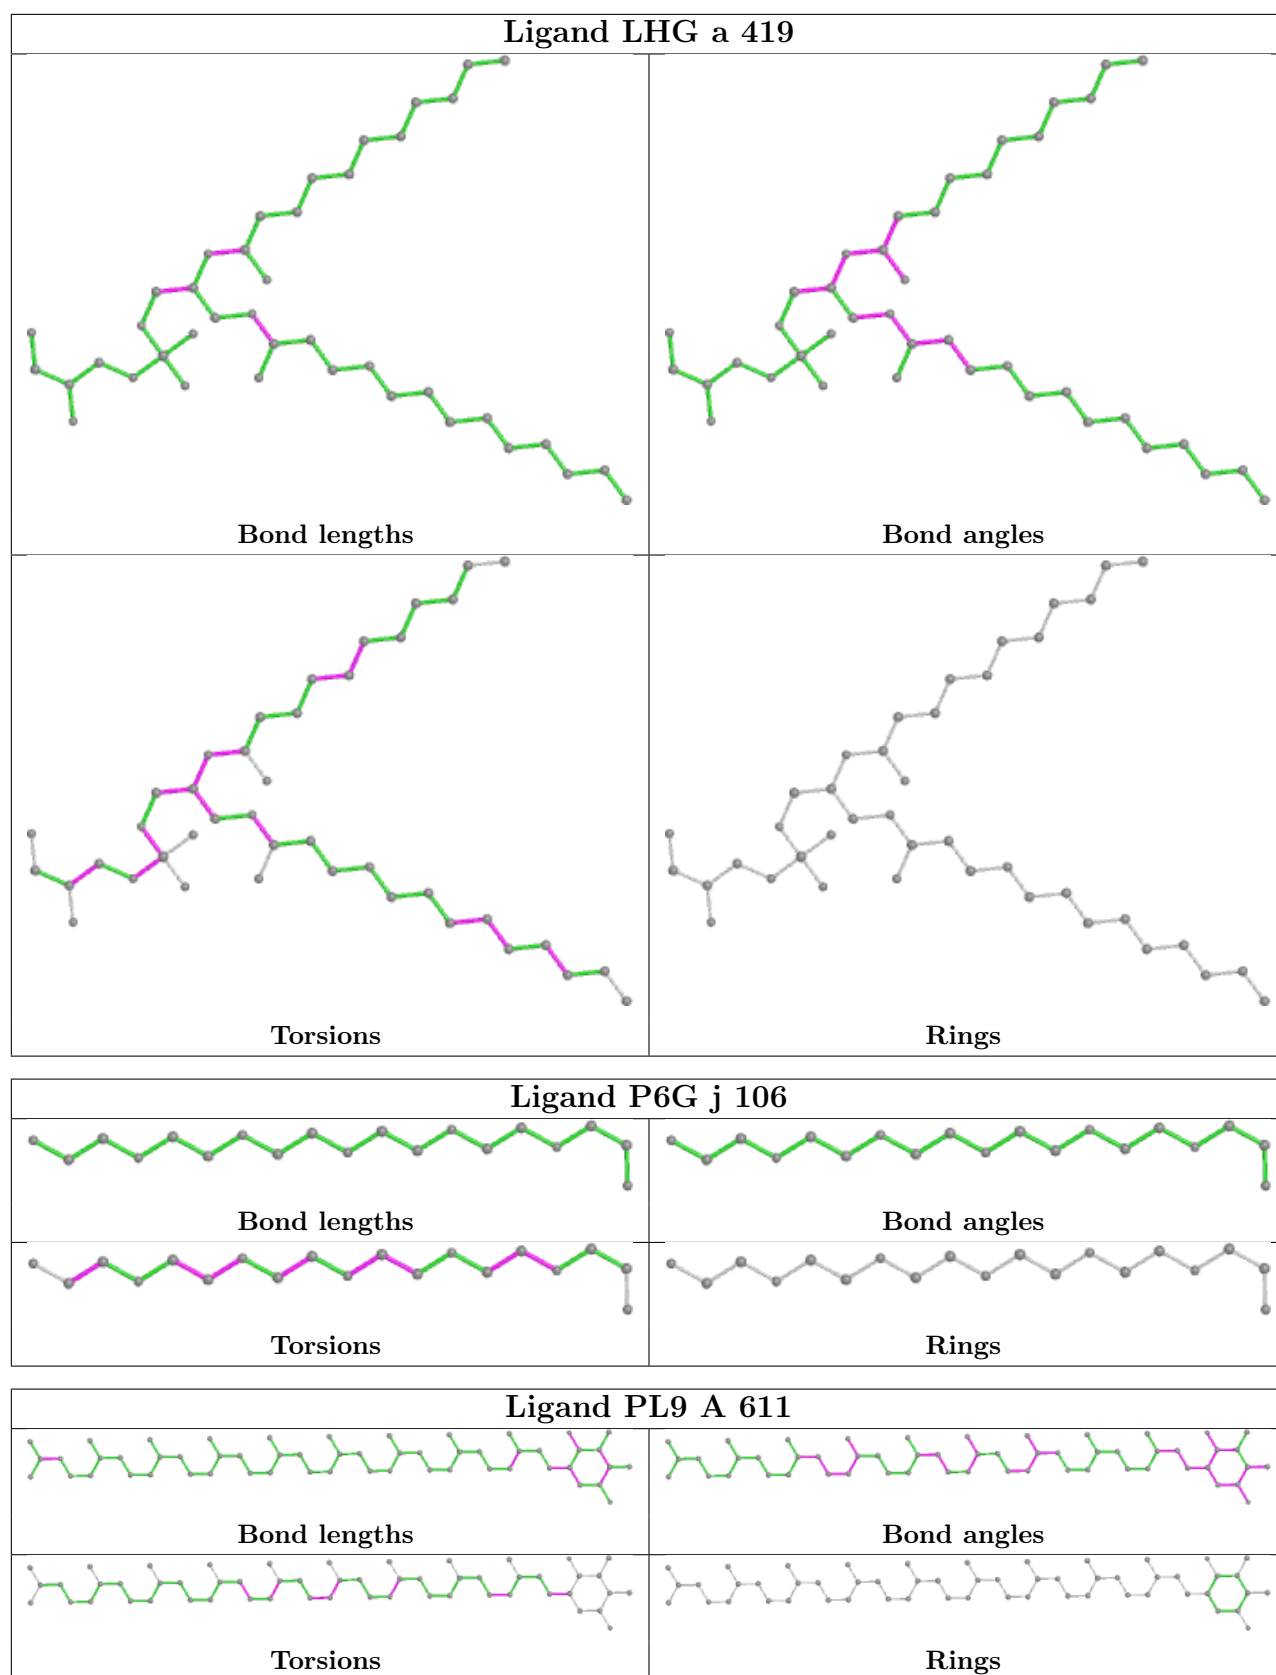 Ligand LHG a 419
Bond lengths
Bond angles
Torsions
Rings
Ligand P6G j 106
Bond lengths
Bond angles
Torsions
Rings
Ligand PL9 A 611
Bond lengths
Bond angles
Torsions
Rings